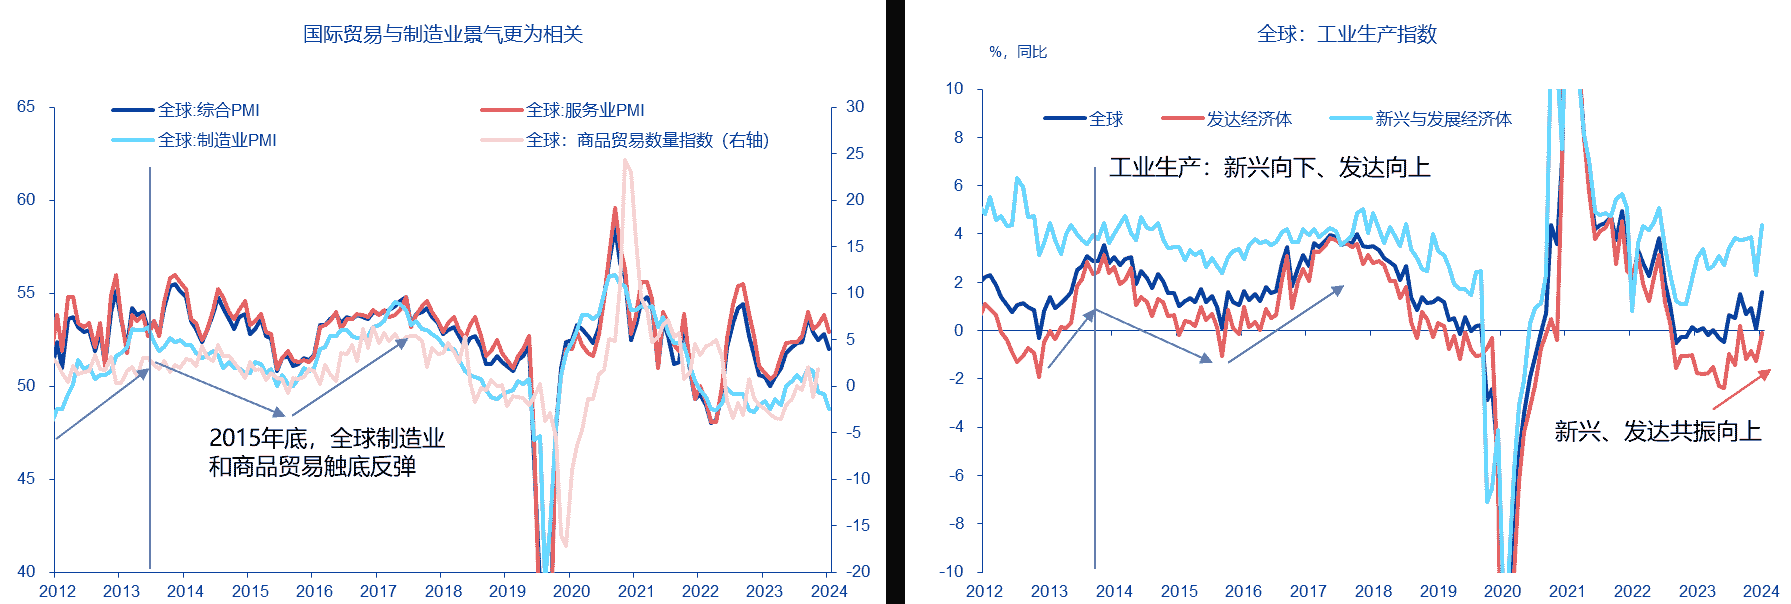 国际贸易与制造业景气更为相关
65
60
55
50
45
40
30
25
20
15
10
5
0
-5
-10
-15
-20
全球:综合PMI
全球:服务业PMI
全球:制造业PMI
全球：商品贸易数量指数（右轴）
2015年底，全球制造业
和商品贸易触底反弹
2012 2013 2014 2015 2016 2017 2018 2019 2020 2021 2022 2023 2024
全球：工业生产指数
%，同比
10
8
6
4
2
0
-2
-4
-6
-8
-10
全球 发达经济体 新兴与发展经济体
工业生产：新兴向下、发达向上
新兴、发达共振向上
2012 2013 2014 2015 2016 2017 2018 2019 2020 2021 2022 2023 2024